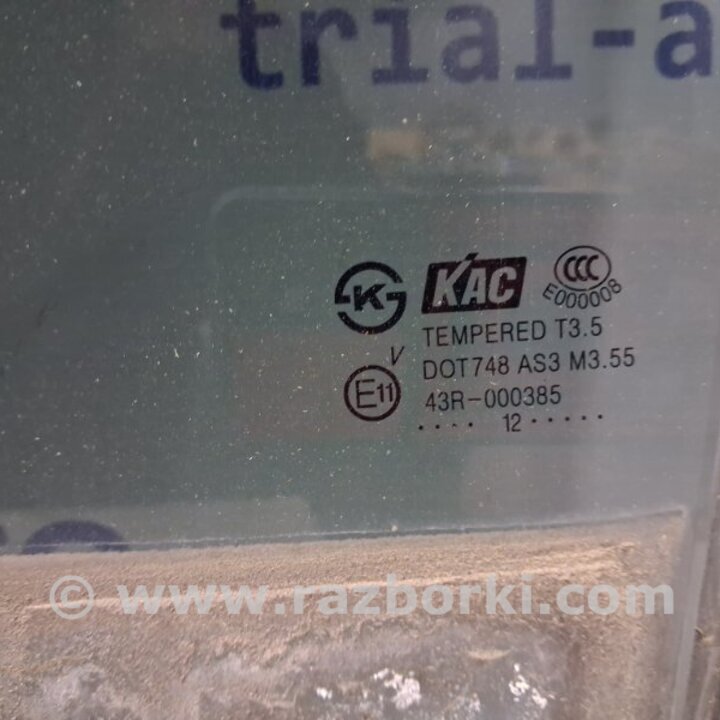 trial-a
KAC
CCC
E000008
K
TEMPERED T3.5
V
DOT748 AS3 M3.55
E11
43R-000385
.... 12 .....
© www.razborki.com